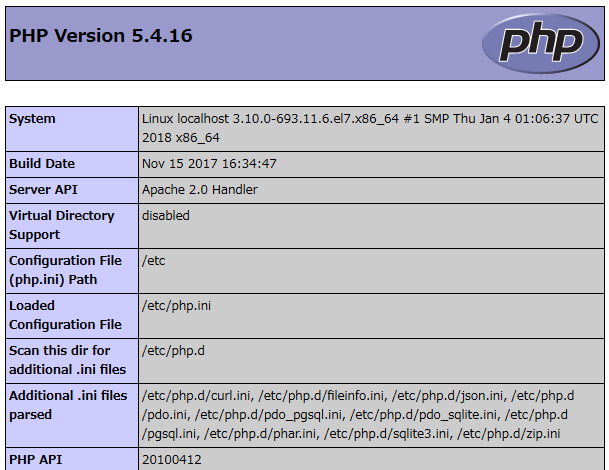 PHP Version 5.4.16
php
System
Linux localhost 3.10.0-693.11.6.el7.x86_64 #1 SMP Thu Jan 4 01:06:37 UTC
2018 x86_64
Build Date
Nov 15 2017 16:34:47
Server API
Apache 2.0 Handler
Virtual Directory
Support
disabled
Configuration File
(php.ini) Path
/etc
Loaded
Configuration File
/etc/php.ini
Scan this dir for
additional .ini files
/etc/php.d
Additional .ini files
parsed
/etc/php.d/curl.ini, /etc/php.d/fileinfo.ini, /etc/php.d/json.ini, /etc/php.d
/pdo.ini, /etc/php.d/pdo_pgsql.ini, /etc/php.d/pdo_sqlite.ini, /etc/php.d
/pgsql.ini, /etc/php.d/phar.ini, /etc/php.d/sqlite3.ini, /etc/php.d/zip.ini
PHP API
20100412